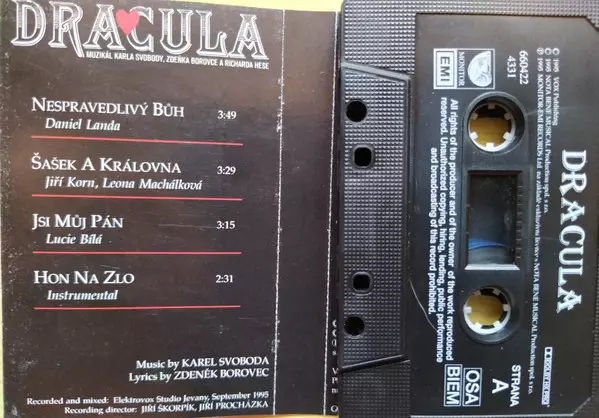 DRACULA
MUZIKÁL KARLA SVOBODY, ZDEŇKA BOROVCE A RICHARDA HESE
NESPRAVEDLIVÝ BŮH 3:49
Daniel Landa
ŠAŠEK A KRÁLOVNA 3:29
Jiří Korn, Leona Machálková
JSI MŮJ PÁN 3:15
Lucie Bílá
HON NA ZLO 2:31
Instrumental
Music by KAREL SVOBODA
Lyrics by ZDENĚK BOROVEC
Recorded and mixed: Elektrovox Studio Jevany, September 1995
Recording director: JIŘÍ ŠKORPÍK, JIŘÍ PROCHÁZKA
MONITOR
EMI
660422
4331
All rights of the producer and of the owner of the work reproduced
reserved. Unauthorized copying, hiring, lending, public performance
and broadcasting of this record prohibited.
OSA
BIEM
DRACULA
STRANA
A